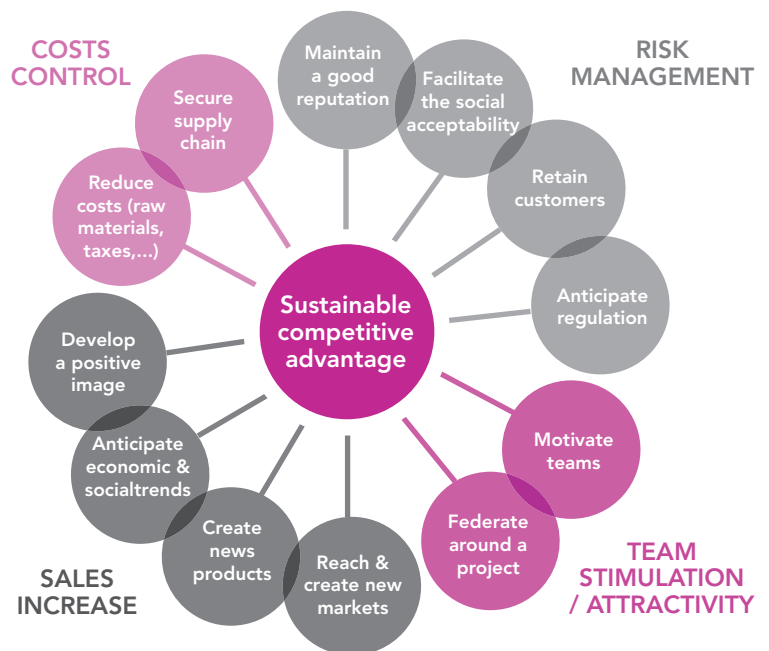 COSTS
CONTROL
Secure
supply
chain
Reduce
costs (raw
materials,
taxes,...)
Maintain
a good
reputation
Facilitate
the social
acceptability
RISK
MANAGEMENT
Retain
customers
Anticipate
regulation
Sustainable
competitive
advantage
Develop
a positive
image
Anticipate
economic &
socialtrends
Create
news
products
Reach &
create new
markets
SALES
INCREASE
Motivate
teams
Federate
around a
project
TEAM
STIMULATION
/ ATTRACTIVITY